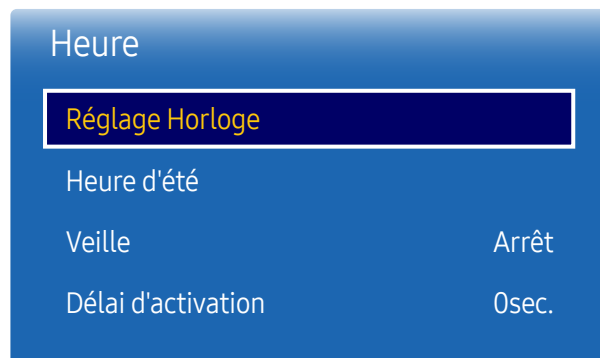 Heure
Réglage Horloge
Heure d'été
Veille Arrêt
Délai d'activation 0sec.